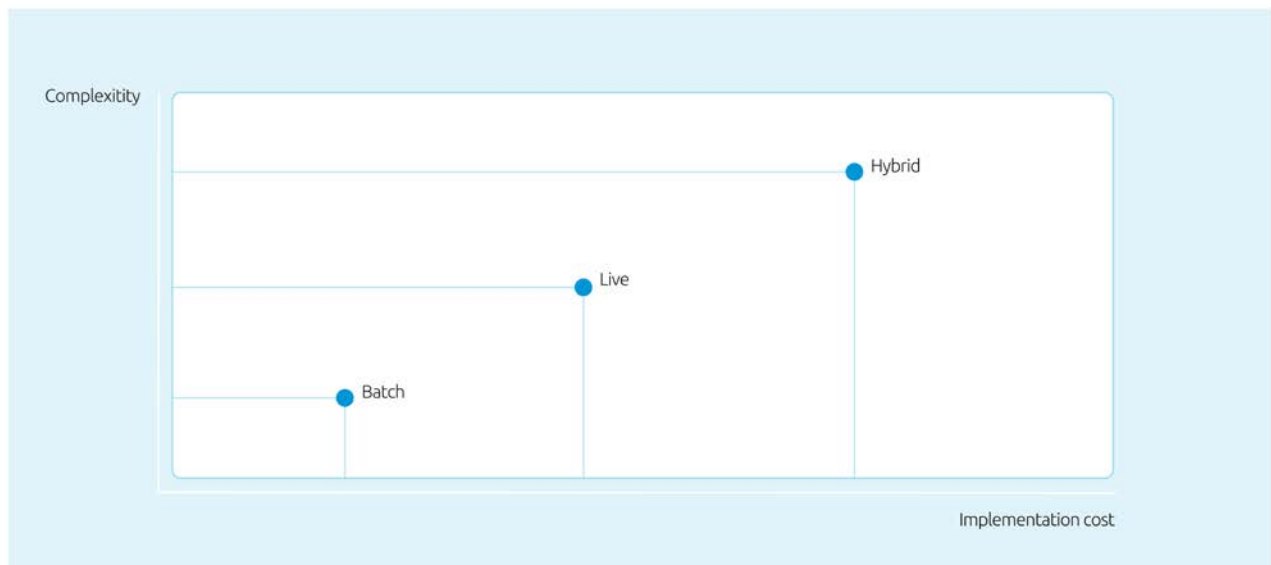 Complexitity
Hybrid
Live
Batch
Implementation cost